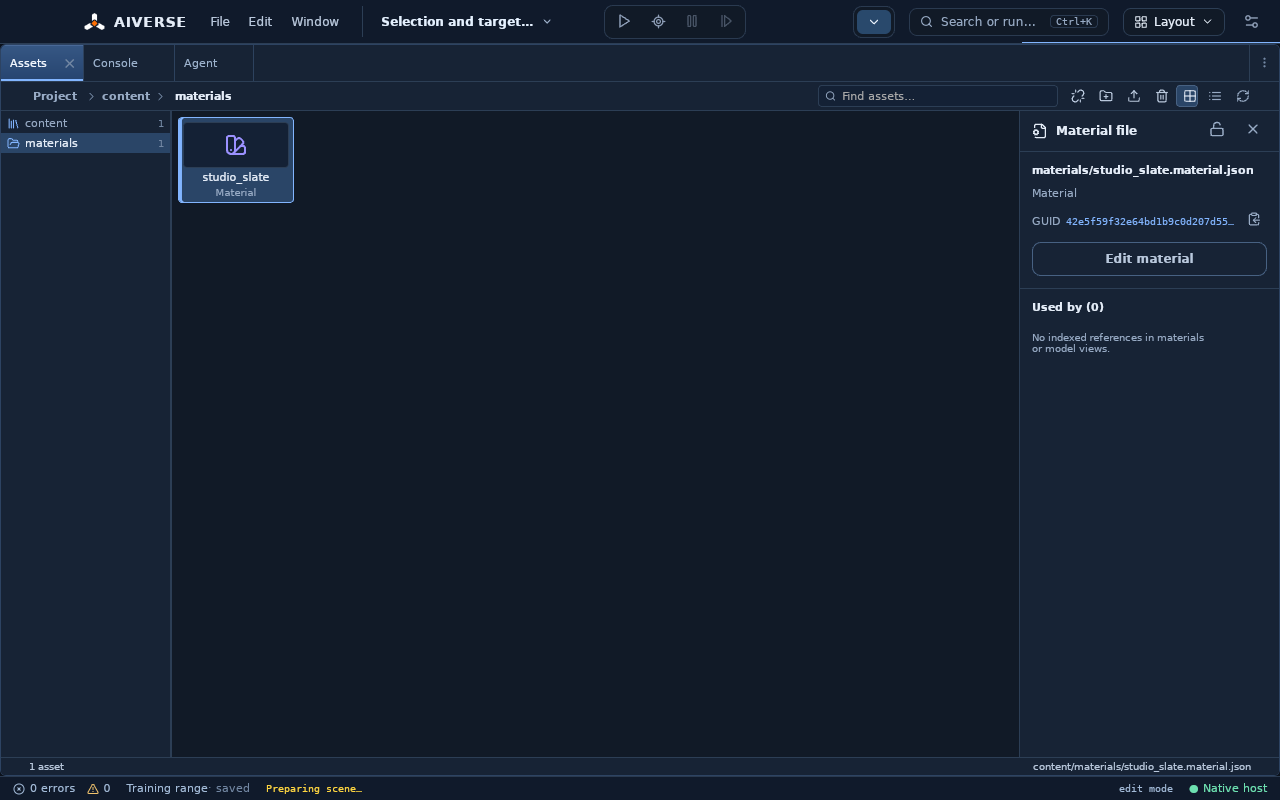 AIVERSE File Edit Window Selection and target... Search or run... Ctrl+K Layout
Assets Console Agent
Project content materials Find assets...
content 1
materials 1
studio_slate
Material
Material file
materials/studio_slate.material.json
Material
GUID 42e5f59f32e64bd1b9c0d207d55…
Edit material
Used by (0)
No indexed references in materials
or model views.
1 asset content/materials/studio_slate.material.json
0 errors 0 Training range · saved Preparing scene… edit mode Native host